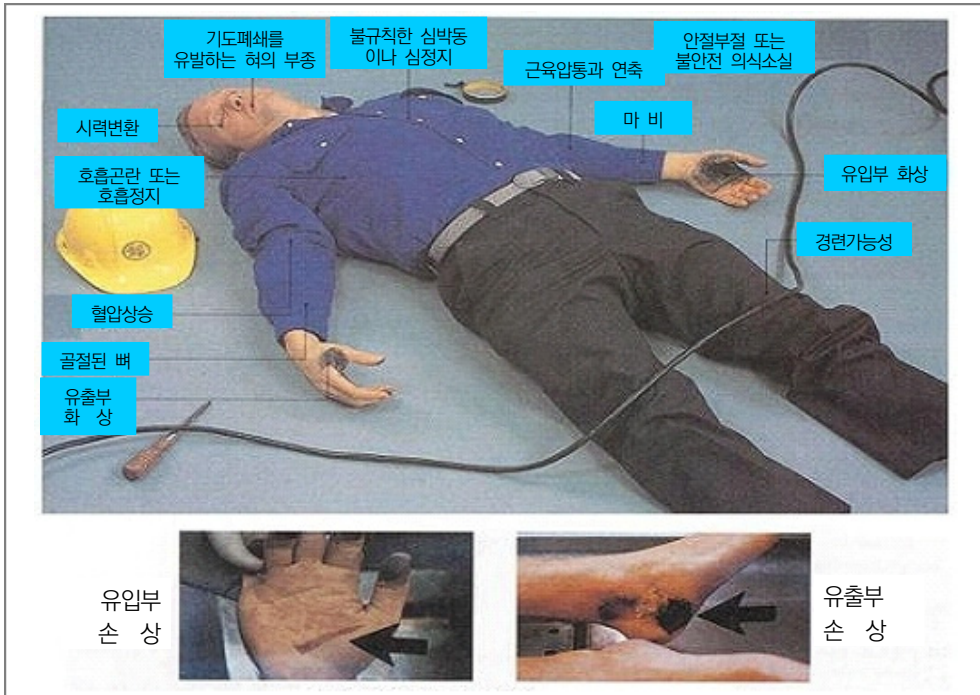 기도폐쇄를
유발하는 혀의 부종
불규칙한 심박동
이나 심정지
근육압통과 연축
안절부절 또는
불안전 의식소실
시력변환
마 비
호흡곤란 또는
호흡정지
유입부 화상
경련가능성
혈압상승
골절된 뼈
유출부
화 상
유입부
손 상
유출부
손 상